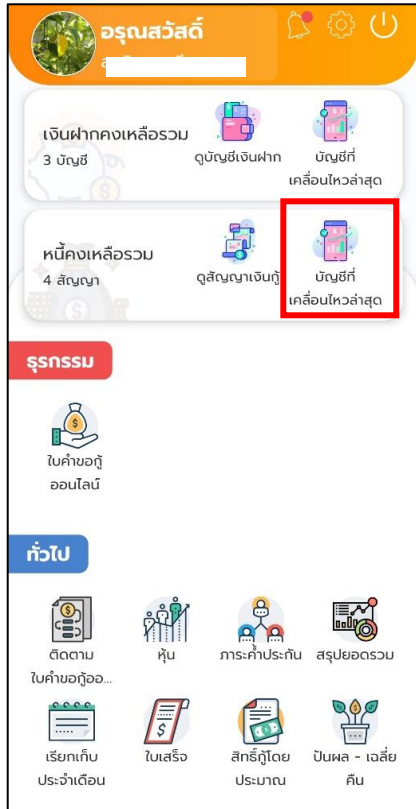 อรุณสวัสดิ์
เงินฝากคงเหลือรวม
3 บัญชี
ดูบัญชีเงินฝาก
บัญชีที่
เคลื่อนไหวล่าสุด
หนี้คงเหลือรวม
4 สัญญา
ดูสัญญาเงินกู้
บัญชีที่
เคลื่อนไหวล่าสุด
ธุรกรรม
ใบคำขอกู้
ออนไลน์
ทั่วไป
ติดตาม
ใบคำขอกู้ออ...
หุ้น
ภาระค้ำประกัน
สรุปยอดรวม
เรียกเก็บ
ประจำเดือน
ใบเสร็จ
สิทธิ์กู้โดย
ประมาณ
ปันผล - เฉลี่ย
คืน